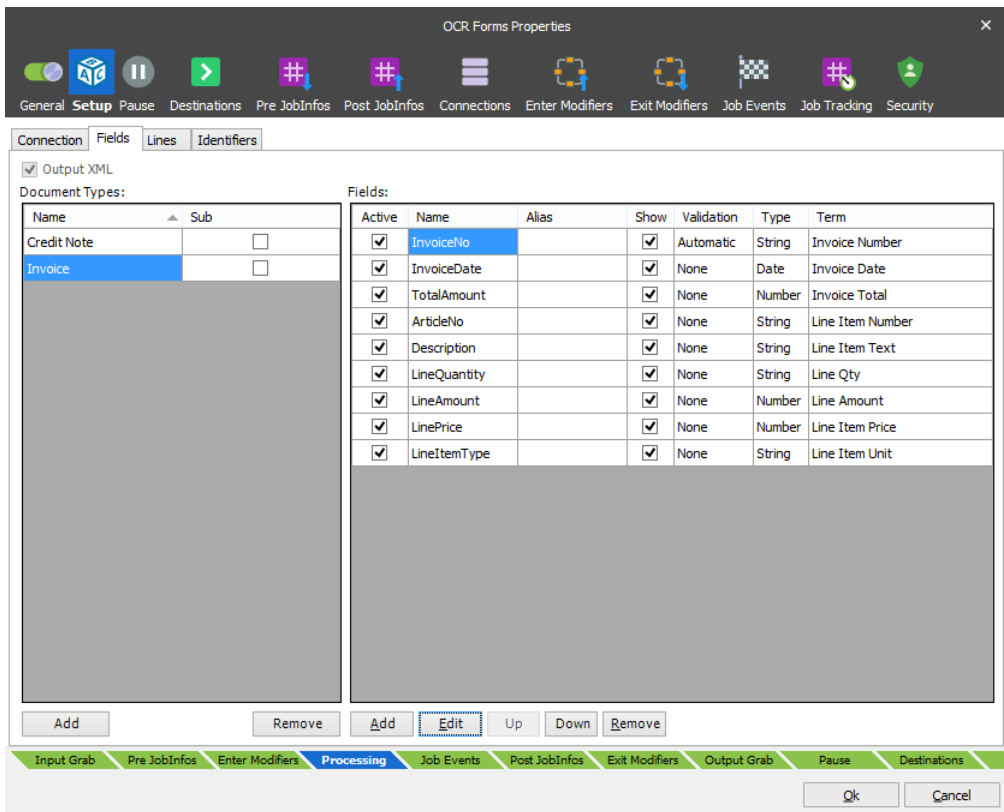 OCR Forms Properties
General Setup Pause Destinations Pre JobInfos Post JobInfos Connections Enter Modifiers Exit Modifiers Job Events Job Tracking Security
Connection Fields Lines Identifiers
Output XML
Document Types: Fields:
Name Sub Active Name Alias Show Validation Type Term
Credit Note InvoiceNo Automatic String Invoice Number
Invoice InvoiceDate None Date Invoice Date
TotalAmount None Number Invoice Total
ArticleNo None String Line Item Number
Description None String Line Item Text
LineQuantity None String Line Qty
LineAmount None Number Line Amount
LinePrice None Number Line Item Price
LineItemType None String Line Item Unit
Add Remove Add Edit Up Down Remove
Input Grab Pre JobInfos Enter Modifiers Processing Job Events Post JobInfos Exit Modifiers Output Grab Pause Destinations
Ok Cancel